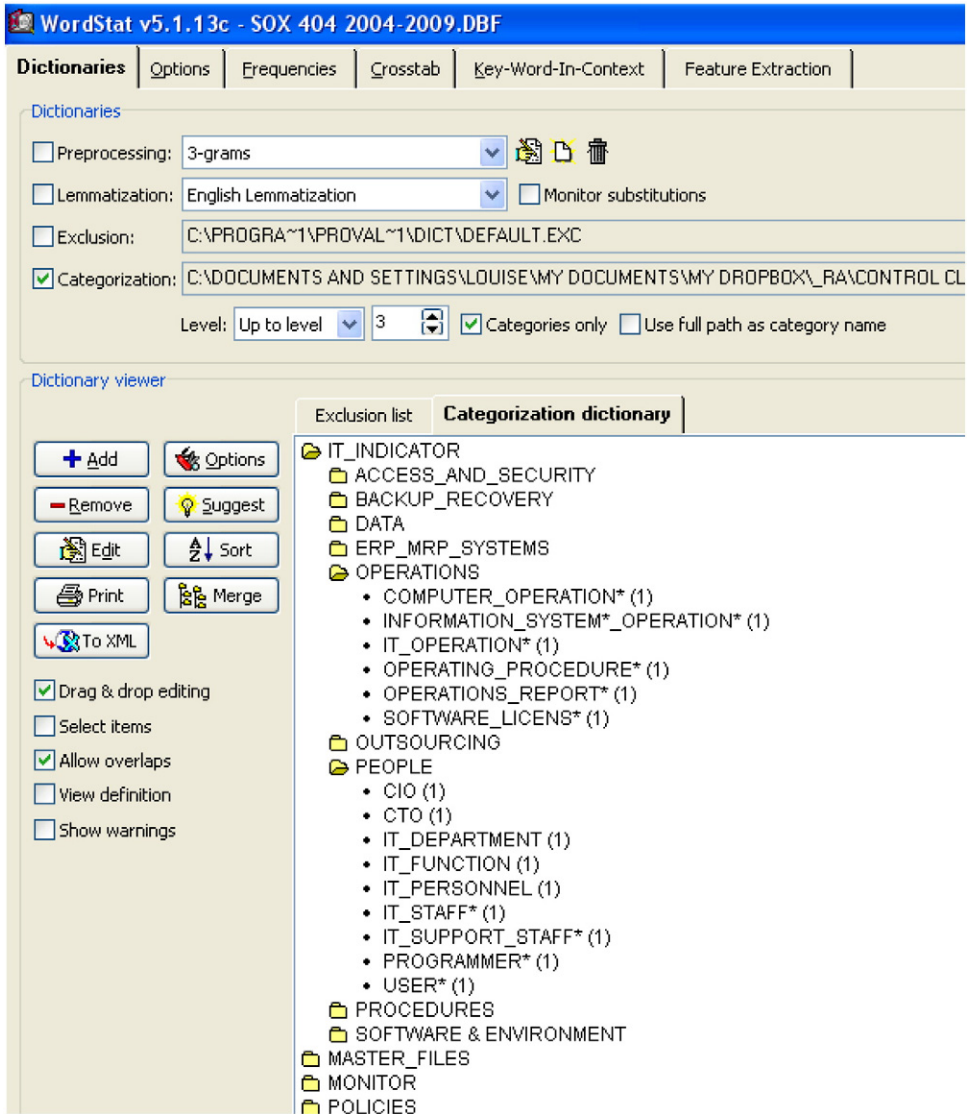 WordStat v5.1.13c - SOX 404 2004-2009.DBF
Dictionaries Options Frequencies Crosstab Key-Word-In-Context Feature Extraction
Dictionaries
Preprocessing: 3-grams
Lemmatization: English Lemmatization Monitor substitutions
Exclusion: C:\PROGRA~1\PROVAL~1\DICT\DEFAULT.EXC
Categorization: C:\DOCUMENTS AND SETTINGS\LOUISE\MY DOCUMENTS\MY DROPBOX\_RA\CONTROL CL
Level: Up to level 3 Categories only Use full path as category name
Dictionary viewer
Exclusion list Categorization dictionary
Add Options
Remove Suggest
Edit Sort
Print Merge
To XML
Drag & drop editing
Select items
Allow overlaps
View definition
Show warnings
IT_INDICATOR
ACCESS_AND_SECURITY
BACKUP_RECOVERY
DATA
ERP_MRP_SYSTEMS
OPERATIONS
• COMPUTER_OPERATION* (1)
• INFORMATION_SYSTEM*_OPERATION* (1)
• IT_OPERATION* (1)
• OPERATING_PROCEDURE* (1)
• OPERATIONS_REPORT* (1)
• SOFTWARE_LICENS* (1)
OUTSOURCING
PEOPLE
• CIO (1)
• CTO (1)
• IT_DEPARTMENT (1)
• IT_FUNCTION (1)
• IT_PERSONNEL (1)
• IT_STAFF* (1)
• IT_SUPPORT_STAFF* (1)
• PROGRAMMER* (1)
• USER* (1)
PROCEDURES
SOFTWARE & ENVIRONMENT
MASTER_FILES
MONITOR
POLICIES